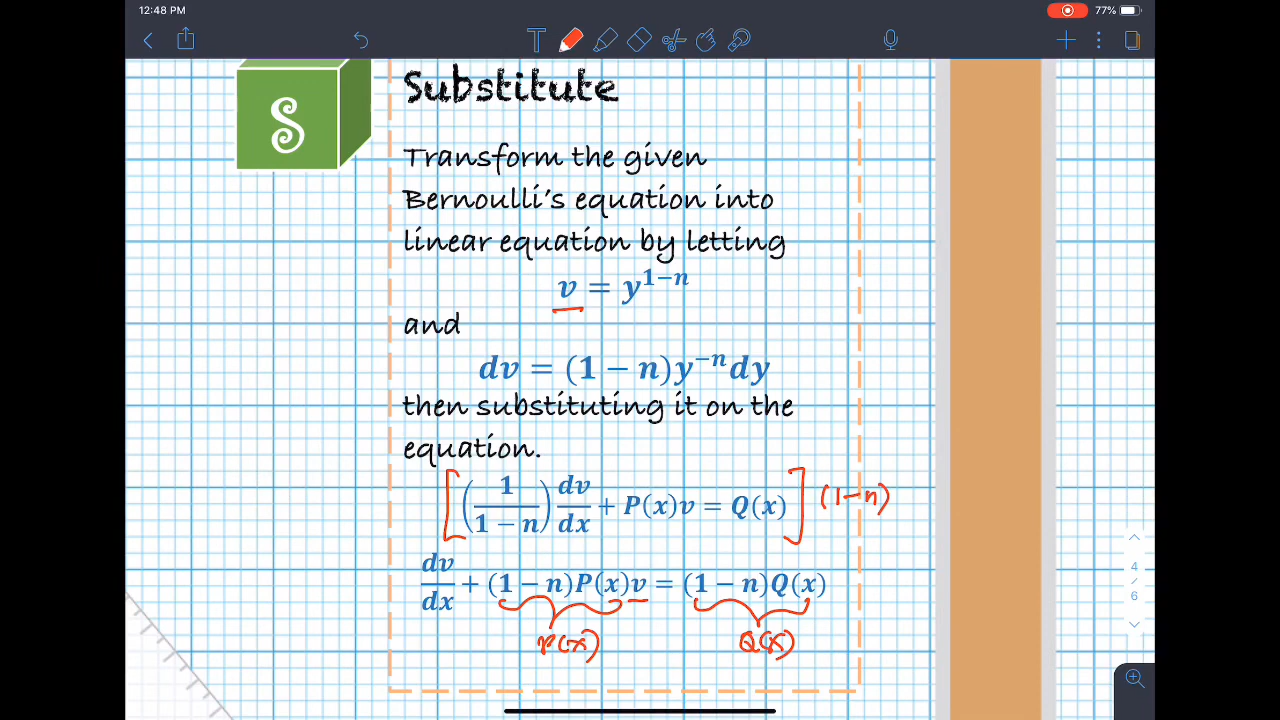 12:48 PM
77%
T
Substitute
S
Transform the given
Bernoulli's equation into
linear equation by letting
v = y^{1−n}
and
dv = (1 − n)y^{−n}dy
then substituting it on the
equation.
[(1/(1 − n)) dv/dx + P(x)v = Q(x)] (1−n)
dv/dx + (1 − n)P(x)v = (1 − n)Q(x)
P(x) Q(x)
4
/
6